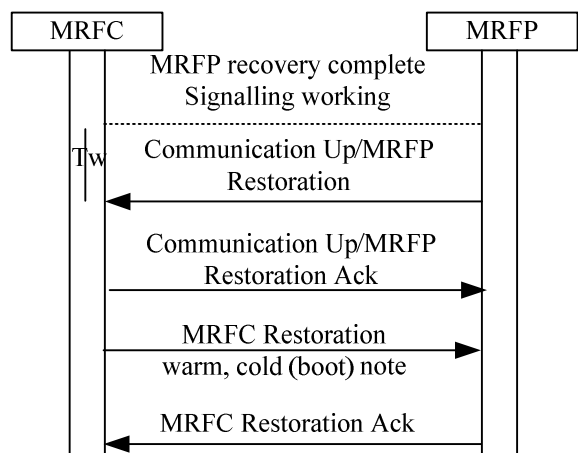 MRFC
MRFP
MRFP recovery complete
Signalling working
Tw
Communication Up/MRFP
Restoration
Communication Up/MRFP
Restoration Ack
MRFC Restoration
warm, cold (boot) note
MRFC Restoration Ack